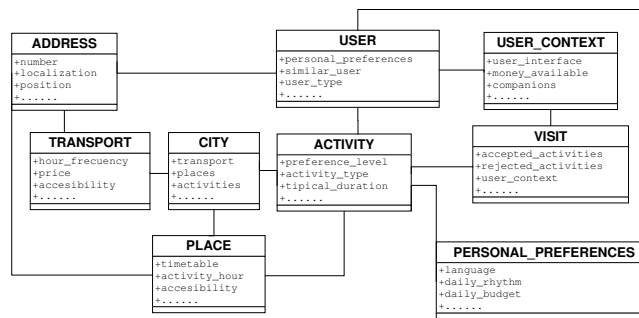 ADDRESS
+number
+localization
+position
+......
USER
+personal_preferences
+similar_user
+user_type
+......
USER_CONTEXT
+user_interface
+money_available
+companions
+......
TRANSPORT
+hour_frecuency
+price
+accesibility
+......
CITY
+transport
+places
+activities
+......
ACTIVITY
+preference_level
+activity_type
+tipical_duration
+......
VISIT
+accepted_activities
+rejected_activities
+user_context
+......
PLACE
+timetable
+activity_hour
+accesibility
+......
PERSONAL_PREFERENCES
+language
+daily_rhythm
+daily_budget
+......